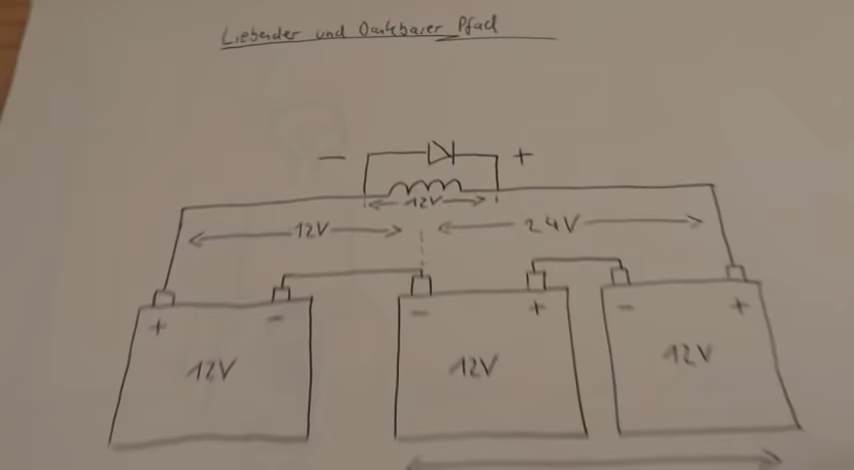 Liebender und Dankbarer Pfad
- +
12V
12V 24V
+ - - + - +
12V 12V 12V